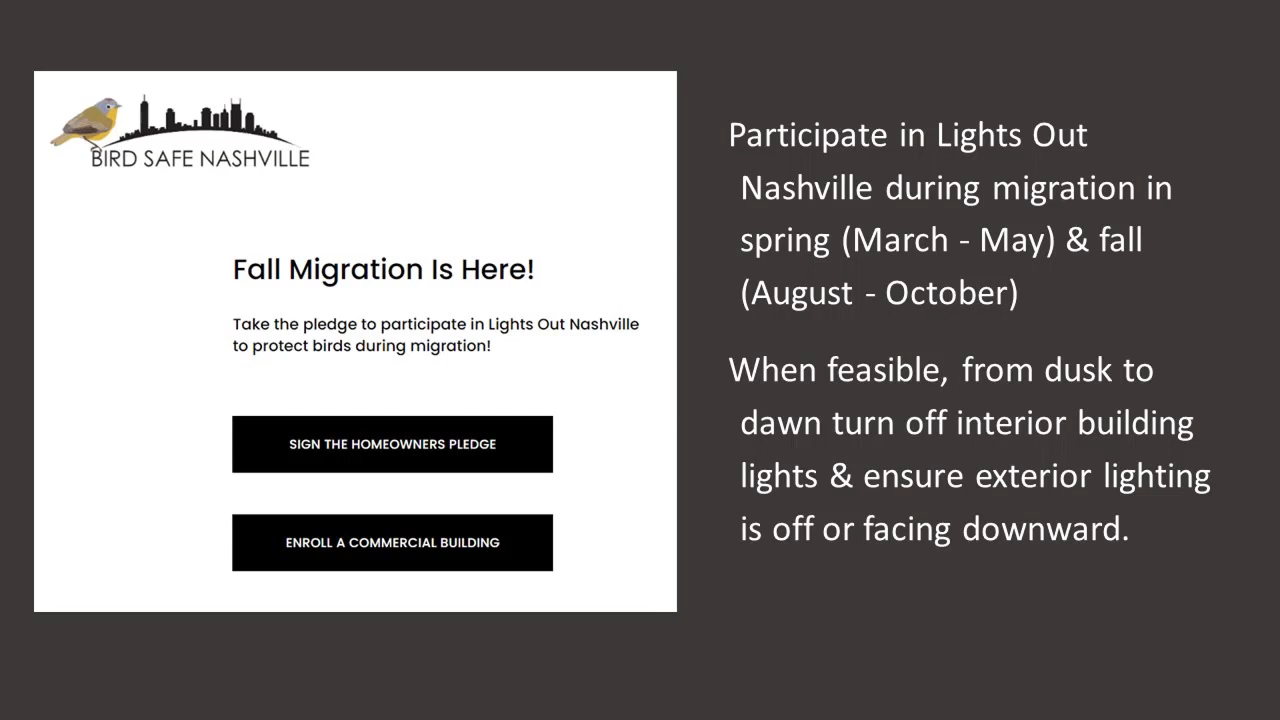 BIRD SAFE NASHVILLE
Fall Migration Is Here!
Take the pledge to participate in Lights Out Nashville
to protect birds during migration!
SIGN THE HOMEOWNERS PLEDGE
ENROLL A COMMERCIAL BUILDING
Participate in Lights Out
Nashville during migration in
spring (March - May) & fall
(August - October)
When feasible, from dusk to
dawn turn off interior building
lights & ensure exterior lighting
is off or facing downward.